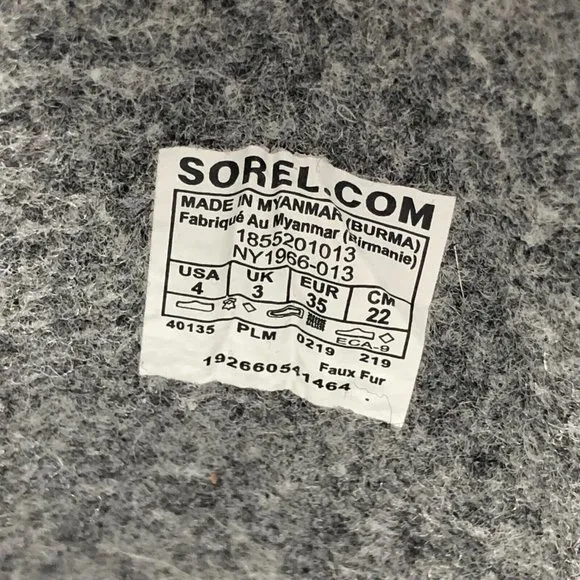 SOREL.COM
MADE IN MYANMAR (BURMA)
Fabriqué Au Myanmar (Birmanie)
1855201013
NY1966-013
USA UK EUR CM
4 3 35 22
ECA-9
40135 PLM 0219 219
192660541464 Faux Fur